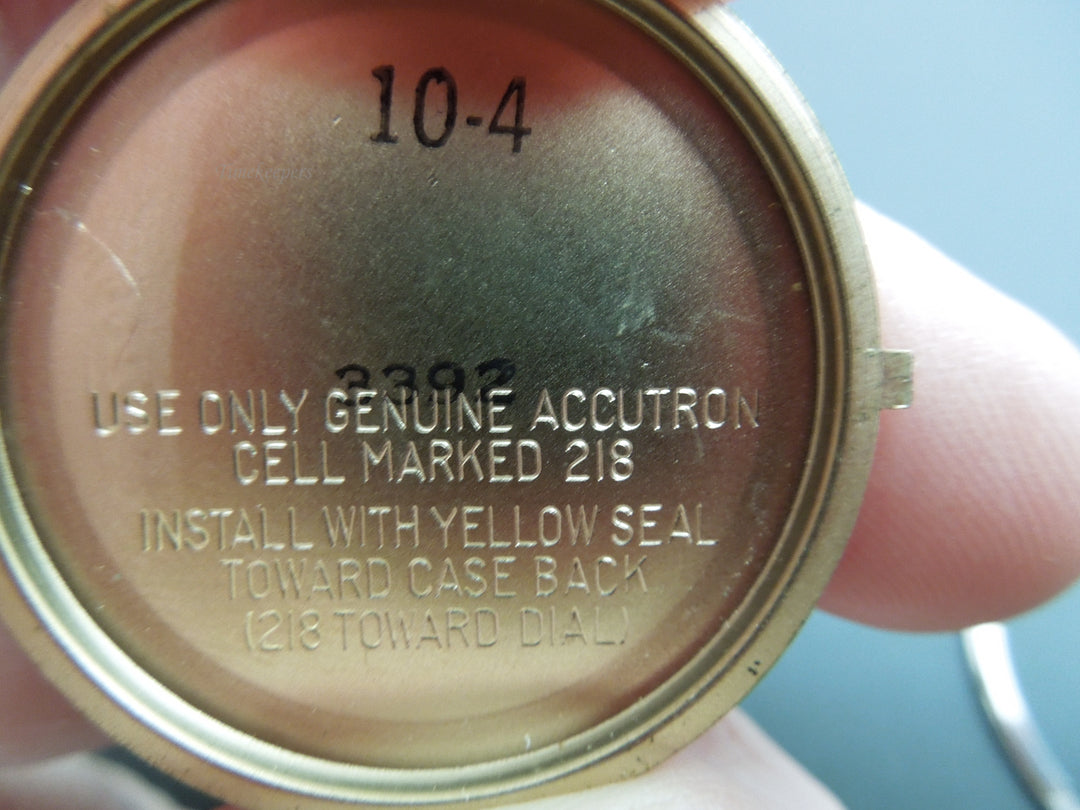 10-4
3392
USE ONLY GENUINE ACCUTRON
CELL MARKED 218
INSTALL WITH YELLOW SEAL
TOWARD CASE BACK
(218 TOWARD DIAL)